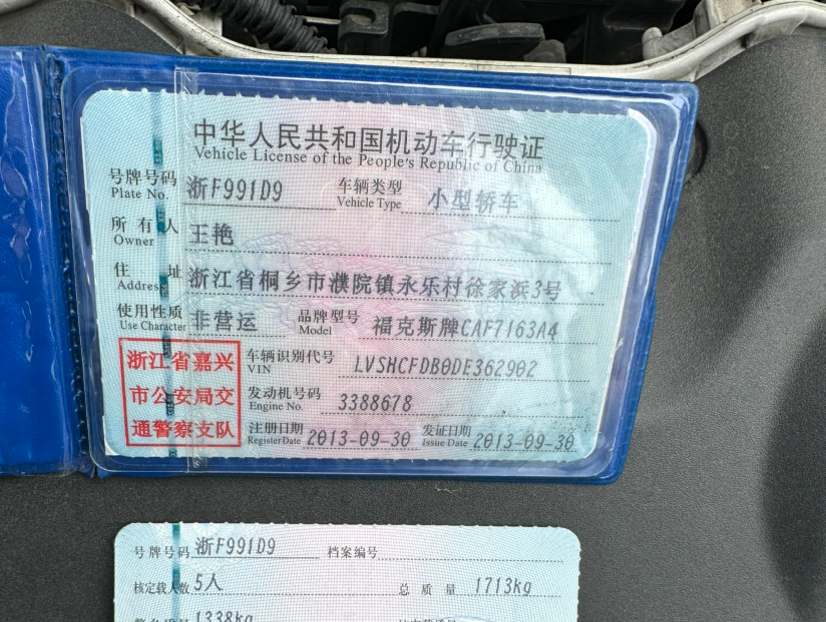 中华人民共和国机动车行驶证
Vehicle License of the People's Republic of China
号牌号码 浙F991D9 车辆类型 小型轿车
Plate No. Vehicle Type
所有人 王艳
Owner
住址 浙江省桐乡市濮院镇永乐村徐家浜3号
Address
使用性质 非营运 品牌型号 福克斯牌CAF7163A4
Use Character Model
浙江省嘉兴
市公安局交
通警察支队
车辆识别代号 LVSHCFDB0DE362902
VIN
发动机号码 3388678
Engine No.
注册日期 2013-09-30 发证日期 2013-09-30
Register Date Issue Date
号牌号码 浙F991D9 档案编号
核定载人数 5人 总质量 1713kg
1338kg